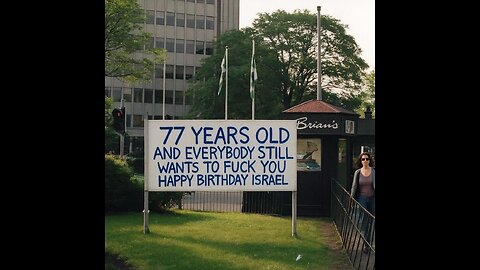 77 YEARS OLD
AND EVERYBODY STILL
WANTS TO FUCK YOU
HAPPY BIRTHDAY ISRAEL
Brian's